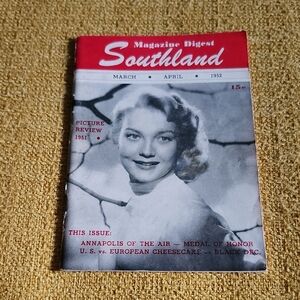 Magazine Digest
Southland
MARCH • APRIL • 1952
15¢
PICTURE
REVIEW
1951 •
THIS ISSUE:
ANNAPOLIS OF THE AIR — MEDAL OF HONOR
U. S. vs. EUROPEAN CHEESECAKE — BLACK DEC.